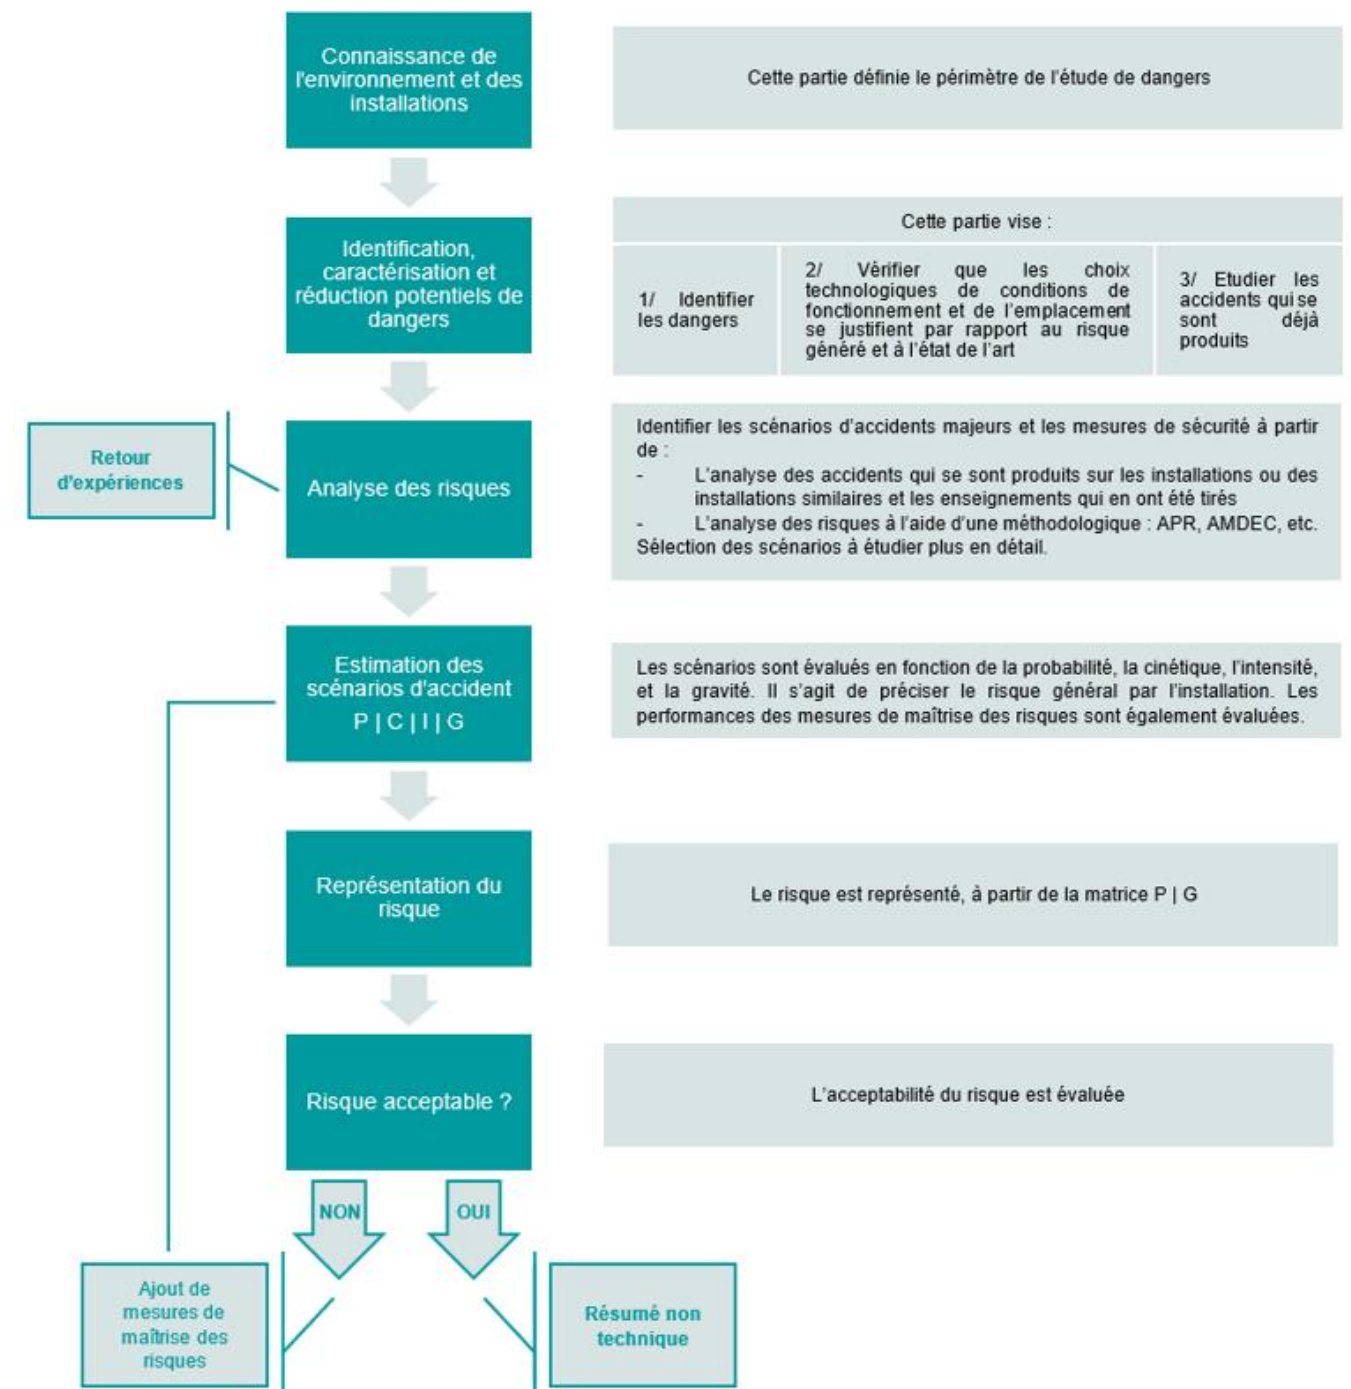 Connaissance de
l'environnement et des
installations
Cette partie définie le périmètre de l'étude de dangers
Identification,
caractérisation et
réduction potentiels de
dangers
Cette partie vise :
1/ Identifier
les dangers
2/ Vérifier que les choix
technologiques de conditions de
fonctionnement et de l'emplacement
se justifient par rapport au risque
généré et à l'état de l'art
3/ Etudier les
accidents qui se
sont déjà
produits
Retour
d'expériences
Analyse des risques
Identifier les scénarios d'accidents majeurs et les mesures de sécurité à partir
de :
- L'analyse des accidents qui se sont produits sur les installations ou des
installations similaires et les enseignements qui en ont été tirés
- L'analyse des risques à l'aide d'une méthodologique : APR, AMDEC, etc.
Sélection des scénarios à étudier plus en détail.
Estimation des
scénarios d'accident
P | C | I | G
Les scénarios sont évalués en fonction de la probabilité, la cinétique, l'intensité,
et la gravité. Il s'agit de préciser le risque général par l'installation. Les
performances des mesures de maîtrise des risques sont également évaluées.
Représentation du
risque
Le risque est représenté, à partir de la matrice P | G
Risque acceptable ?
L'acceptabilité du risque est évaluée
NON
OUI
Ajout de
mesures de
maîtrise des
risques
Résumé non
technique